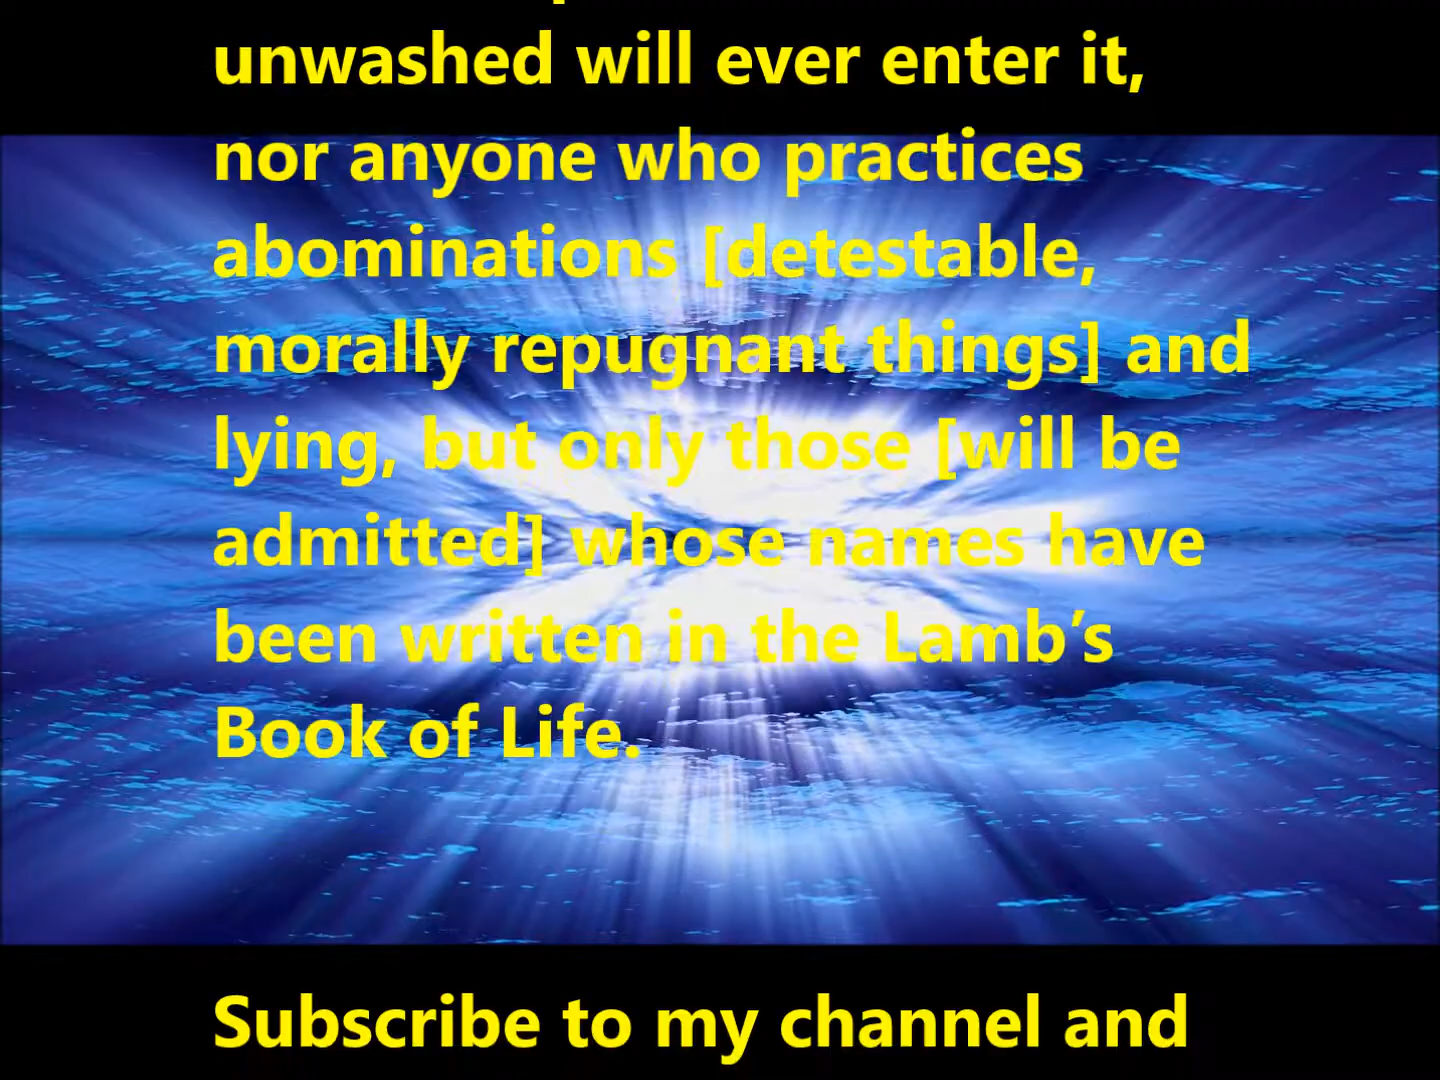 unwashed will ever enter it,
nor anyone who practices
abominations [detestable,
morally repugnant things] and
lying, but only those [will be
admitted] whose names have
been written in the Lamb’s
Book of Life.
Subscribe to my channel and